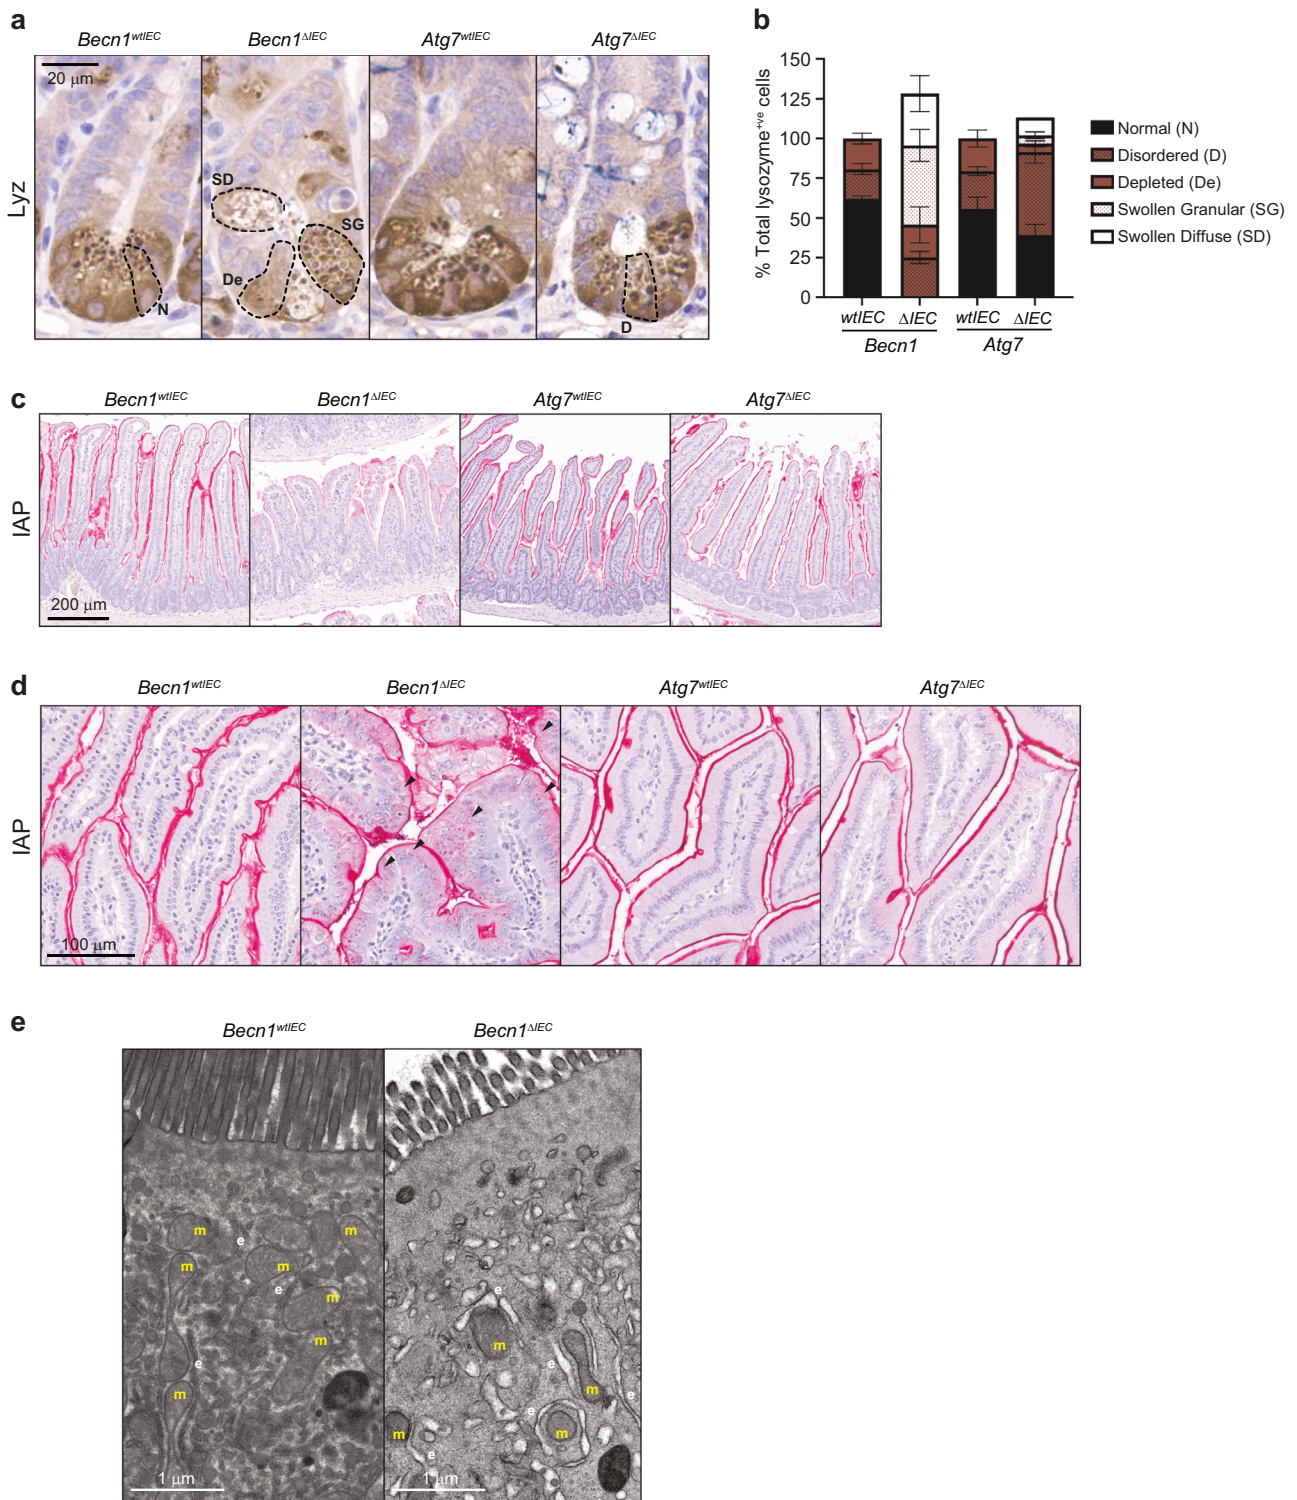 a
Becn1wtIEC
Becn1ΔIEC
Atg7wtIEC
Atg7ΔIEC
20 μm
Lyz
SD
SG
De
N
D
b
% Total lysozyme+ve cells
150
125
100
75
50
25
0
wtIEC
ΔIEC
wtIEC
ΔIEC
Becn1
Atg7
Normal (N)
Disordered (D)
Depleted (De)
Swollen Granular (SG)
Swollen Diffuse (SD)
c
Becn1wtIEC
Becn1ΔIEC
Atg7wtIEC
Atg7ΔIEC
IAP
200 μm
d
Becn1wtIEC
Becn1ΔIEC
Atg7wtIEC
Atg7ΔIEC
IAP
100 μm
e
Becn1wtIEC
Becn1ΔIEC
m
m
e
m
m
e
m
m
e
m
1 μm
e
m
e
m
e
e
m
m
e
1 μm